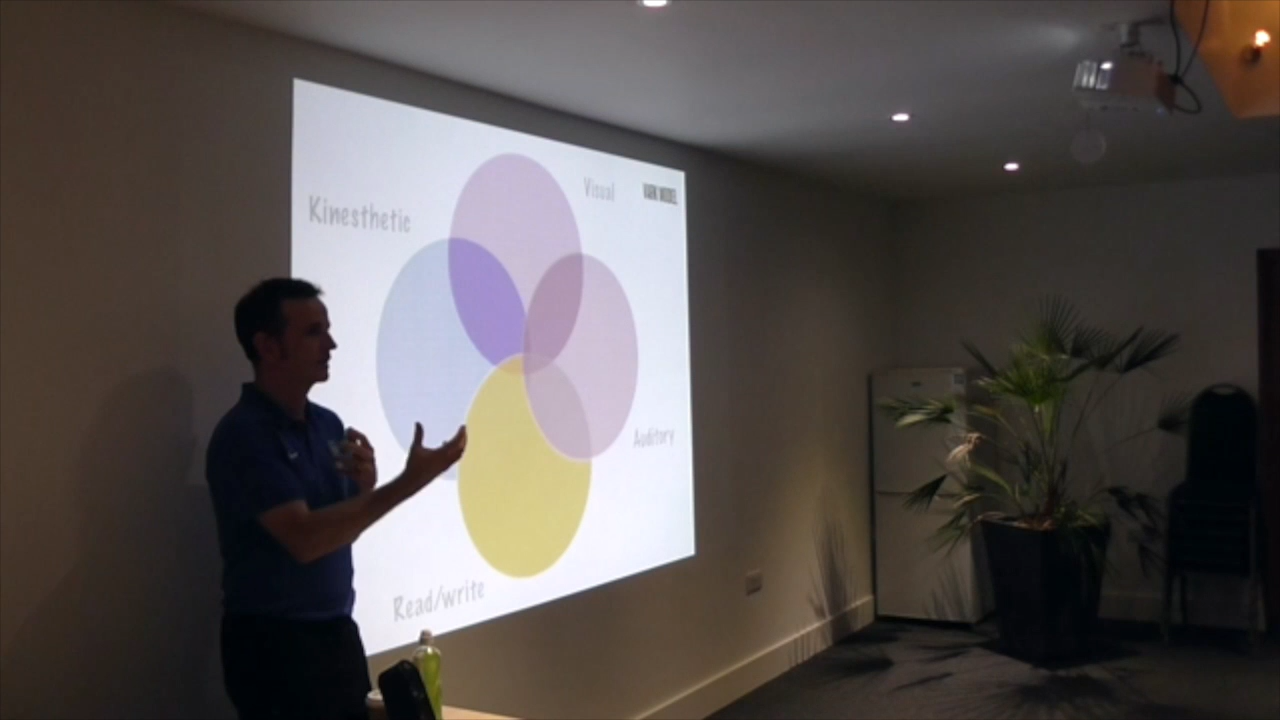 Visual
VARK MODEL
Kinesthetic
Auditory
Read/write